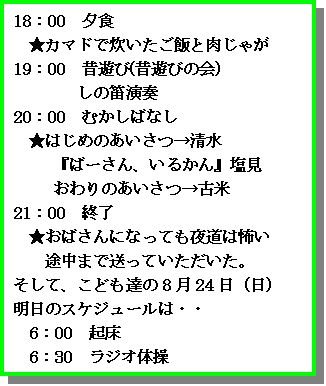 18：00　夕食
★カマドで炊いたご飯と肉じゃが
19：00　昔遊び(昔遊びの会)
しの笛演奏
20：00　むかしばなし
★はじめのあいさつ→清水
『ばーさん、いるかん』塩見
おわりのあいさつ→古米
21：00　終了
★おばさんになっても夜道は怖い
途中まで送っていただいた。
そして、こども達の8月24日（日）
明日のスケジュールは・・
6：00　起床
6：30　ラジオ体操